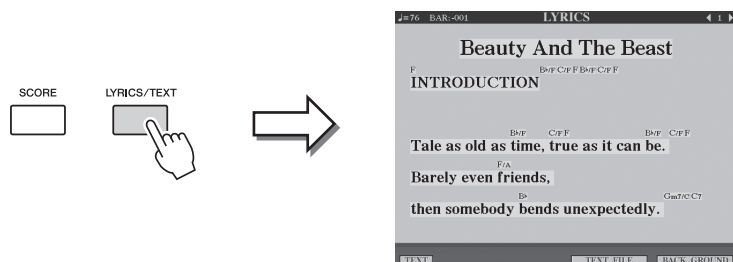 SCORE LYRICS/TEXT
♩=76 BAR:-001 LYRICS 1
Beauty And The Beast
F B♭/F C/F F B♭/F C/F F
INTRODUCTION
B♭/F C/F F B♭/F C/F F
Tale as old as time, true as it can be.
F/A
Barely even friends,
B♭ Gm7/C C7
then somebody bends unexpectedly.
TEXT TEXT FILE BACK GROUND